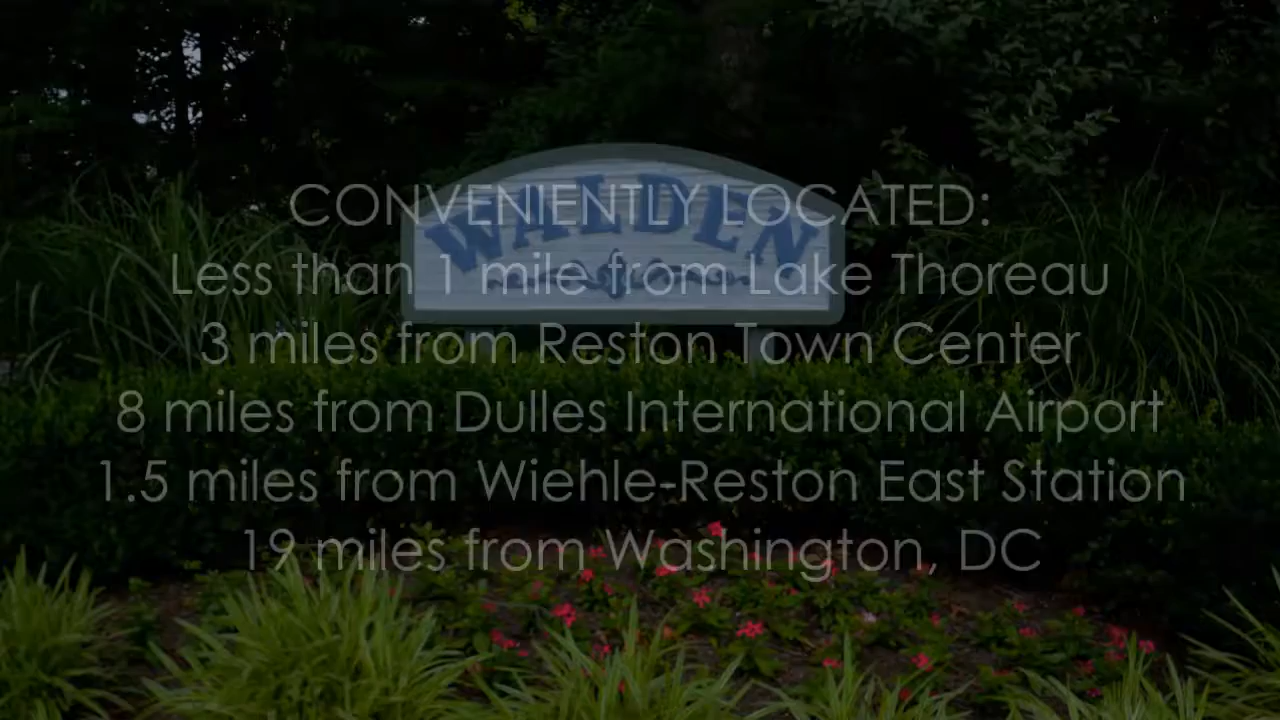 WALDEN
CONVENIENTLY LOCATED:
Less than 1 mile from Lake Thoreau
3 miles from Reston Town Center
8 miles from Dulles International Airport
1.5 miles from Wiehle-Reston East Station
19 miles from Washington, DC